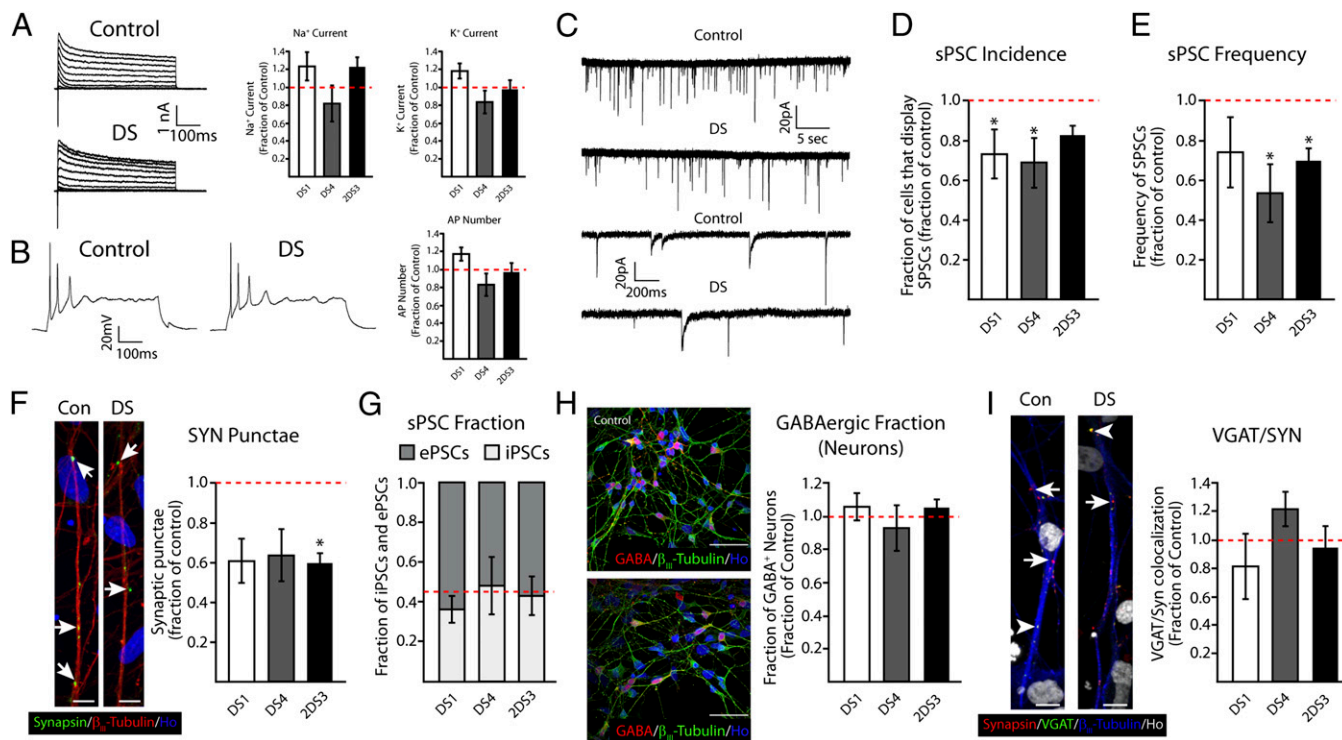 A
Control
1 nA
100ms
DS
Na⁺ Current
Na⁺ Current
(Fraction of Control)
1.4
1.2
1.0
0.8
0.6
0.4
0.2
DS1
DS4
2DS3
K⁺ Current
K⁺ Current
(Fraction of Control)
1.4
1.2
1.0
0.8
0.6
0.4
0.2
DS1
DS4
2DS3
B
Control
DS
20mV
100ms
AP Number
AP Number
(Fraction of Control)
1.4
1.2
1.0
0.8
0.6
0.4
0.2
DS1
DS4
2DS3
C
Control
20pA
5 sec
DS
Control
20pA
200ms
DS
D
sPSC Incidence
Fraction of cells that display
SPSCs (fraction of control)
1.0
0.8
0.6
0.4
0.2
*
*
DS1
DS4
2DS3
E
sPSC Frequency
Frequency of SPSCs
(fraction of control)
1.0
0.8
0.6
0.4
0.2
*
*
DS1
DS4
2DS3
F
Con
DS
Synapsin/βIII-Tubulin/Ho
SYN Punctae
Synaptic punctae
(fraction of control)
1.0
0.8
0.6
0.4
0.2
*
DS1
DS4
2DS3
G
sPSC Fraction
ePSCs
iPSCs
Fraction of iPSCs and ePSCs
1.0
0.8
0.6
0.4
0.2
DS1
DS4
2DS3
H
Control
GABA/βIII-Tubulin/Ho
GABA/βIII-Tubulin/Ho
GABAergic Fraction
(Neurons)
Fraction of GABA⁺ Neurons
(Fraction of Control)
1.2
1.0
0.8
0.6
0.4
0.2
DS1
DS4
2DS3
I
Con
DS
Synapsin/VGAT/βIII-Tubulin/Ho
VGAT/SYN
VGAT/Syn colocalization
(Fraction of Control)
1.4
1.2
1.0
0.8
0.6
0.4
0.2
DS1
DS4
2DS3